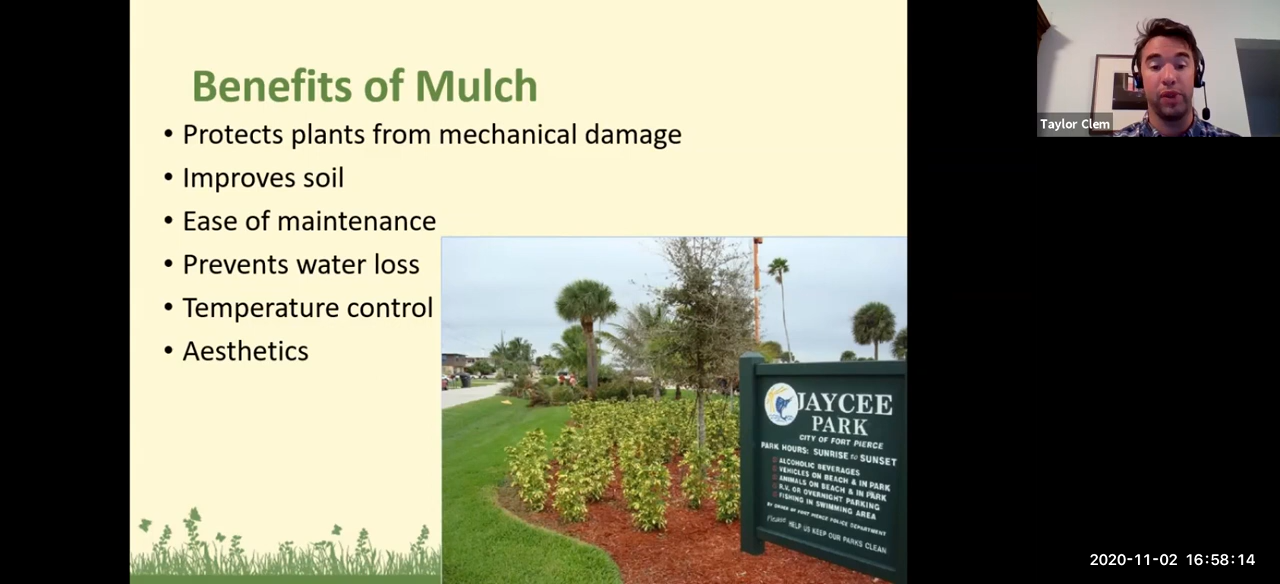 Benefits of Mulch
• Protects plants from mechanical damage
• Improves soil
• Ease of maintenance
• Prevents water loss
• Temperature control
• Aesthetics
JAYCEE
PARK
CITY OF FORT PIERCE
PARK HOURS: SUNRISE to SUNSET
ALCOHOLIC BEVERAGES
VEHICLES ON BEACH & IN PARK
ANIMALS ON BEACH & IN PARK
R.V. OR OVERNIGHT PARKING
FISHING IN SWIMMING AREA
BY ORDER OF FORT PIERCE POLICE DEPARTMENT
Please HELP US KEEP OUR PARKS CLEAN
Taylor Clem
2020-11-02 16:58:14